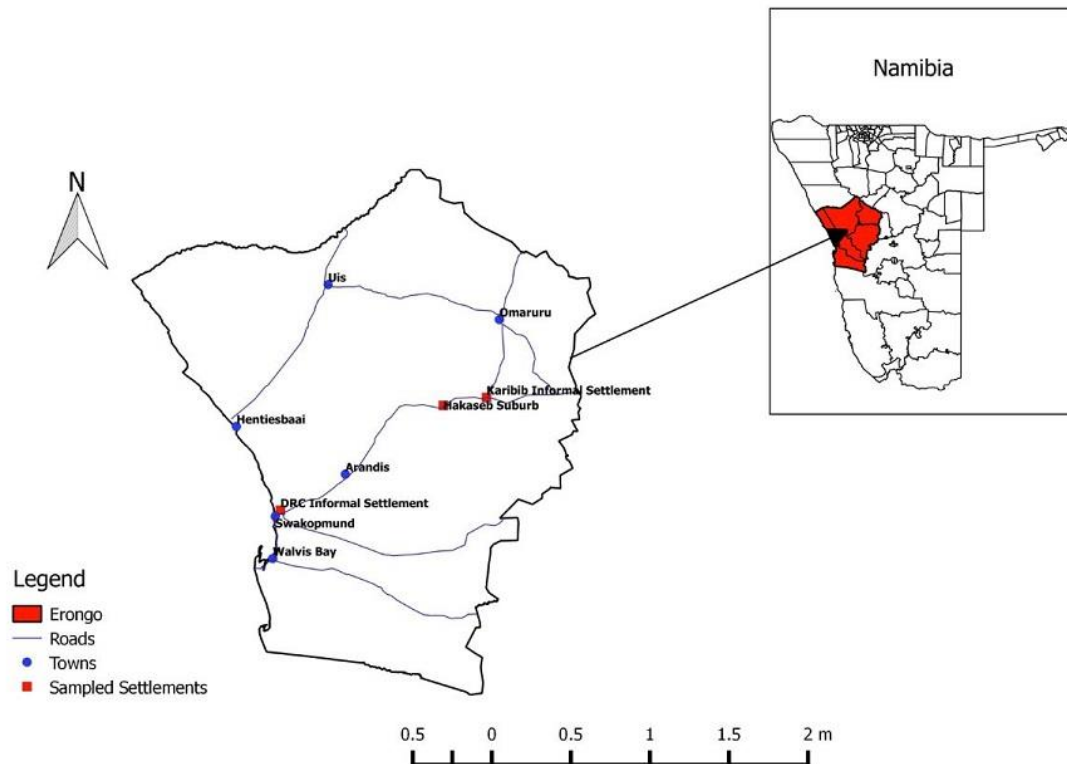 Namibia
N
Uis
Omaruru
Karibib Informal Settlement
Hakaseb Suburb
Hentiesbaai
Arandis
DRC Informal Settlement
Swakopmund
Walvis Bay
Legend
Erongo
Roads
Towns
Sampled Settlements
0.5 0 0.5 1 1.5 2 m